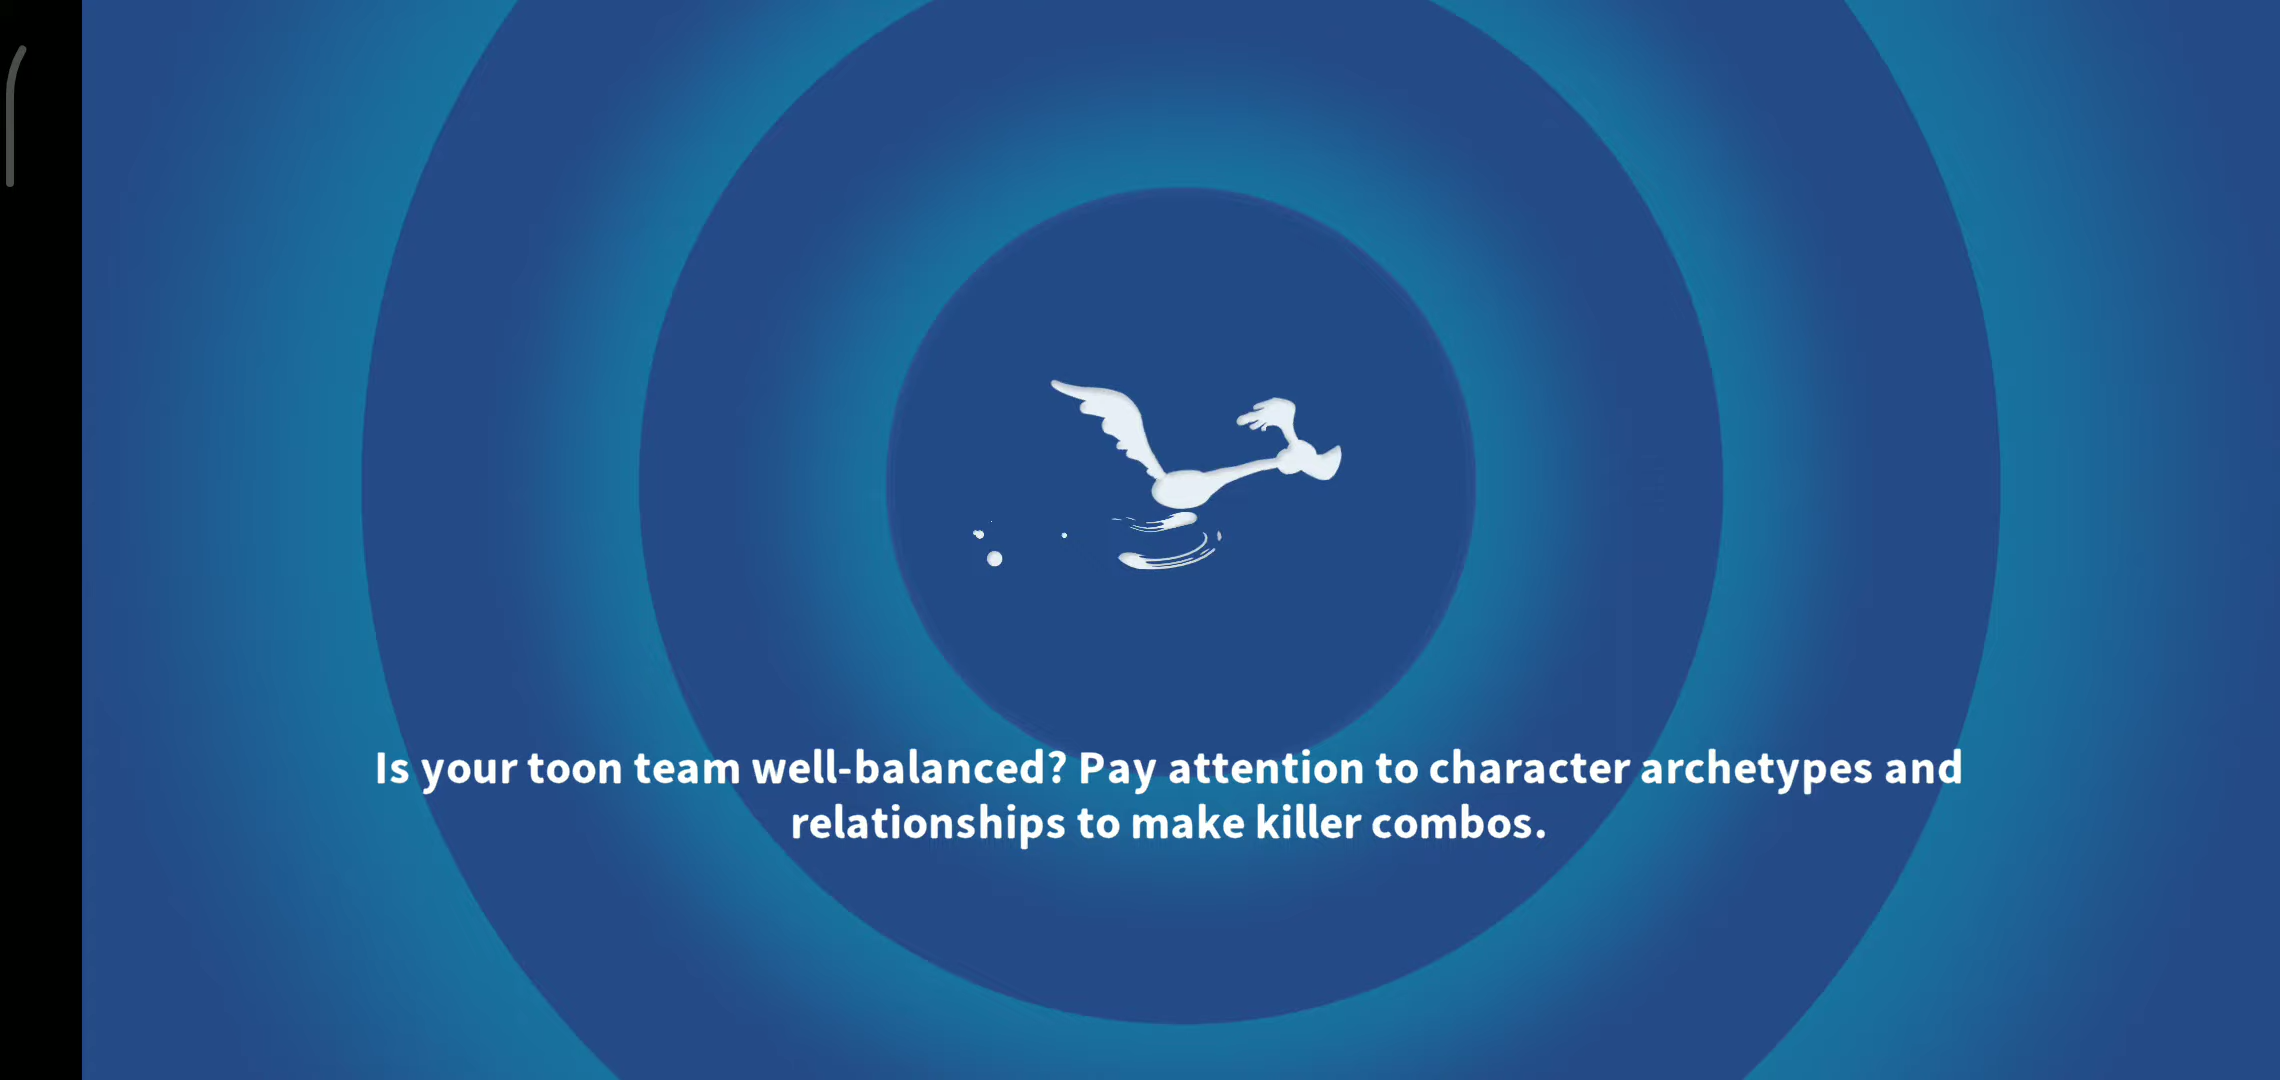 Is your toon team well-balanced? Pay attention to character archetypes and
relationships to make killer combos.